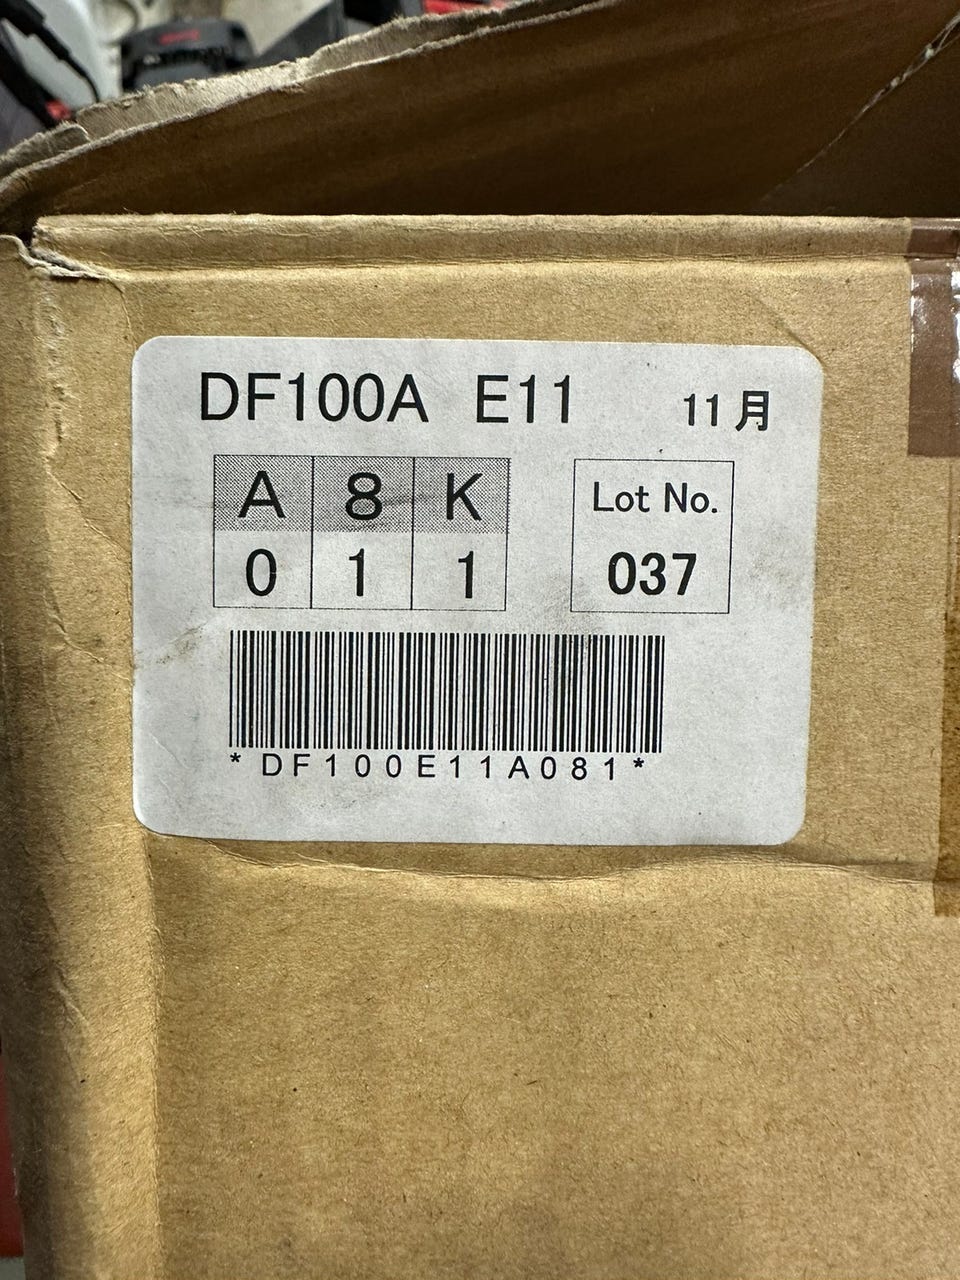 DF100A E11 11月
A 8 K Lot No.
0 1 1 037
*DF100E11A081*